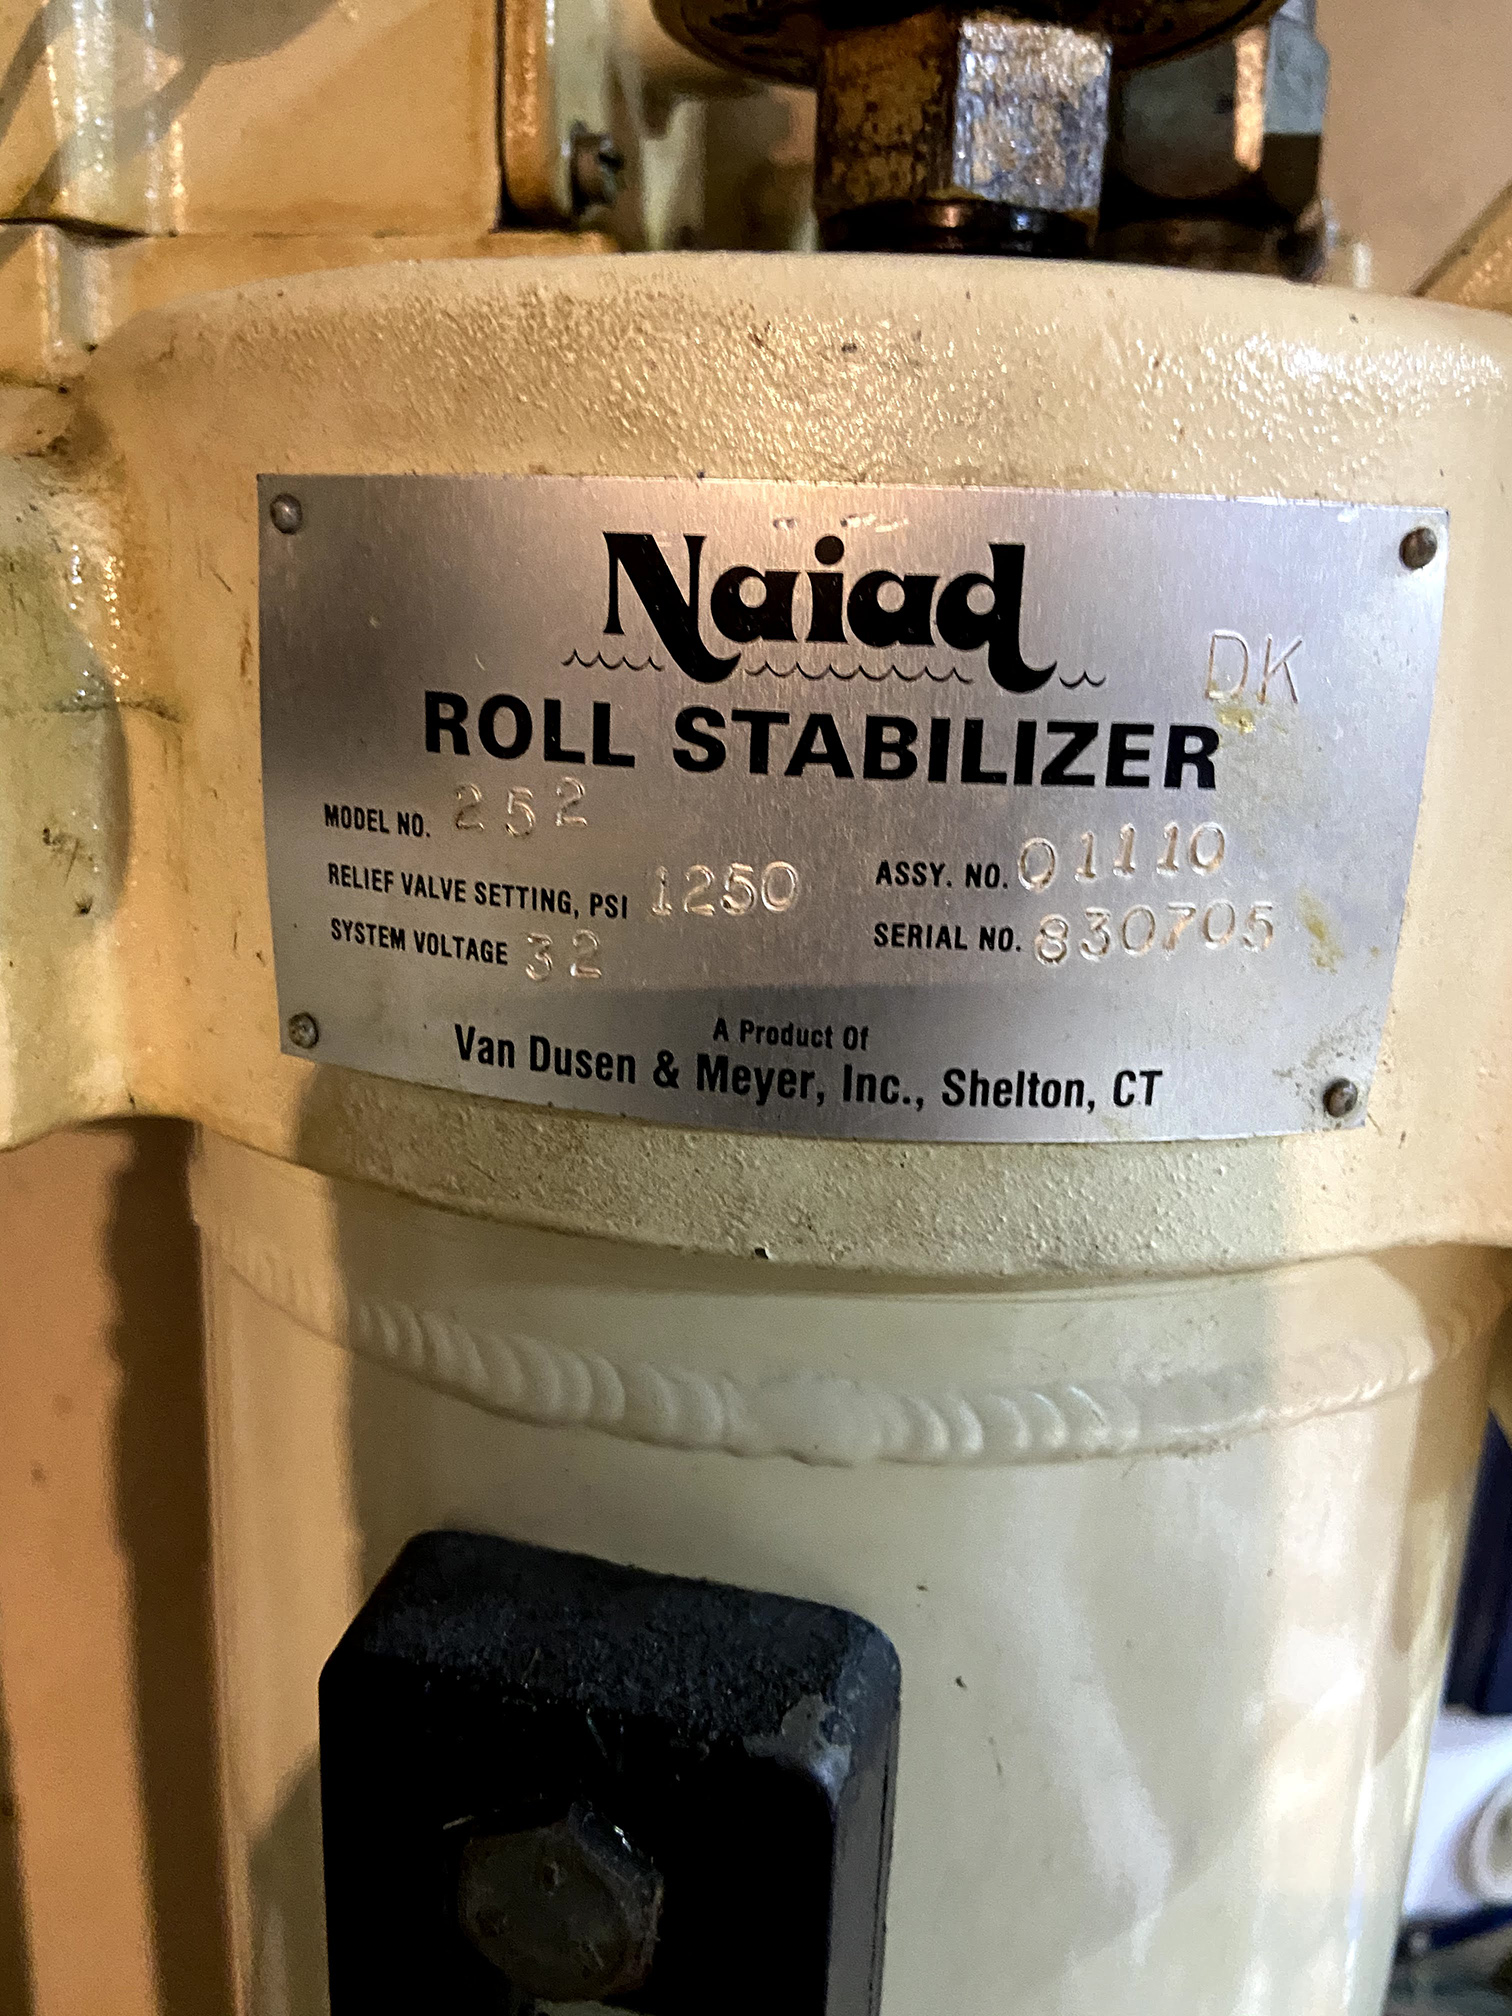 Naiad
DK
ROLL STABILIZER
MODEL NO. 252
RELIEF VALVE SETTING, PSI 1250
ASSY. NO. 01110
SYSTEM VOLTAGE 32
SERIAL NO. 830705
A Product Of
Van Dusen & Meyer, Inc., Shelton, CT